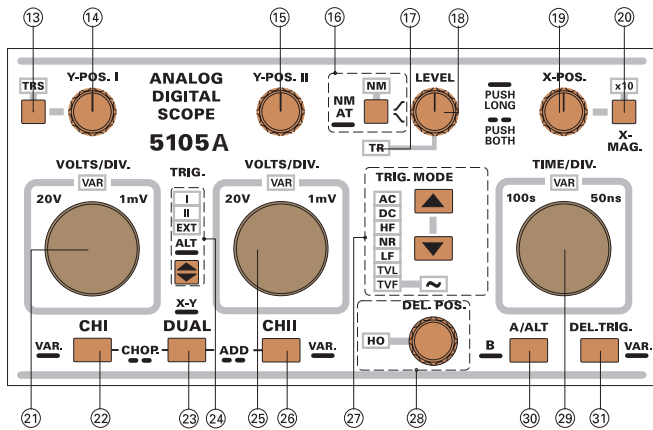 13 14 15 16 17 18 19 20
TRS
Y-POS. I
ANALOG
DIGITAL
SCOPE
5105A
Y-POS. II
NM
AT
NM
LEVEL
TR
PUSH
LONG
PUSH
BOTH
X-POS.
x10
X-
MAG.
VOLTS/DIV.
VAR
20V 1mV
TRIG.
I
II
EXT
ALT
VOLTS/DIV.
VAR
20V 1mV
TRIG. MODE
AC
DC
HF
NR
LF
TVL
TVF
~
TIME/DIV.
VAR
100s 50ns
X-Y
CHI
DUAL
CHII
VAR.
CHOP.
ADD
VAR.
DEL. POS.
HO
A/ALT
B
DEL.TRIG.
VAR.
21 22 23 24 25 26 27 28 30 29 31